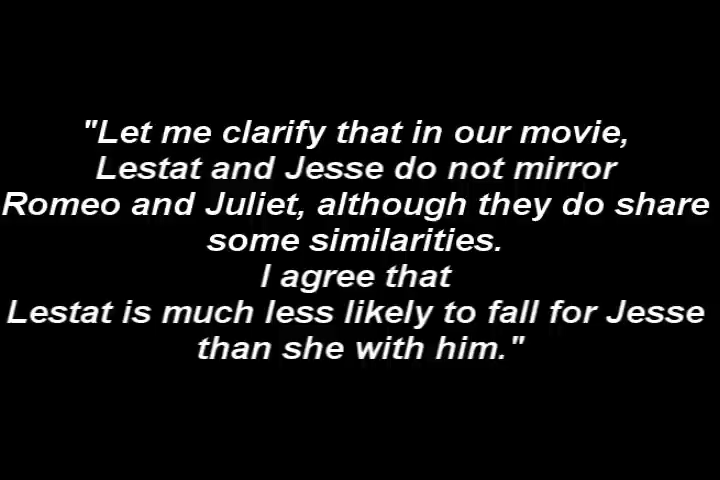 "Let me clarify that in our movie,
Lestat and Jesse do not mirror
Romeo and Juliet, although they do share
some similarities.
I agree that
Lestat is much less likely to fall for Jesse
than she with him."